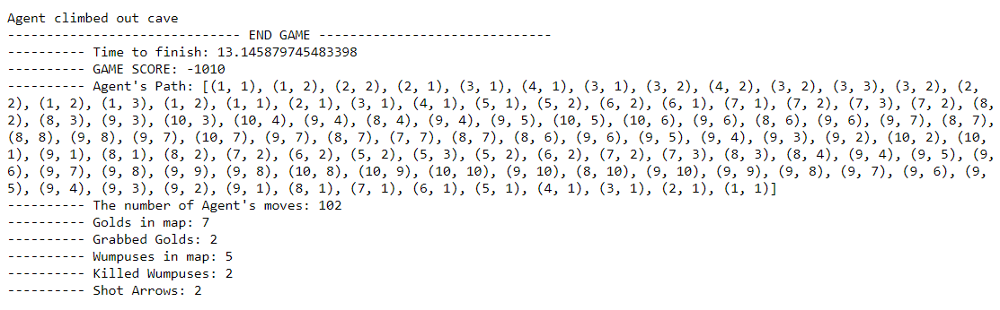 Agent climbed out cave
------------------------------ END GAME ------------------------------
---------- Time to finish: 13.145879745483398
---------- GAME SCORE: -1010
---------- Agent's Path: [(1, 1), (1, 2), (2, 2), (2, 1), (3, 1), (4, 1), (3, 1), (3, 2), (4, 2), (3, 2), (3, 3), (3, 2), (2,
2), (1, 2), (1, 3), (1, 2), (1, 1), (2, 1), (3, 1), (4, 1), (5, 1), (5, 2), (6, 2), (6, 1), (7, 1), (7, 2), (7, 3), (7, 2), (8,
2), (8, 3), (9, 3), (10, 3), (10, 4), (9, 4), (8, 4), (9, 4), (9, 5), (10, 5), (10, 6), (9, 6), (8, 6), (9, 6), (9, 7), (8, 7),
(8, 8), (9, 8), (9, 7), (10, 7), (9, 7), (8, 7), (7, 7), (8, 7), (8, 6), (9, 6), (9, 5), (9, 4), (9, 3), (9, 2), (10, 2), (10,
1), (9, 1), (8, 1), (8, 2), (7, 2), (6, 2), (5, 2), (5, 3), (5, 2), (6, 2), (7, 2), (7, 3), (8, 3), (8, 4), (9, 4), (9, 5), (9,
6), (9, 7), (9, 8), (9, 9), (9, 8), (10, 8), (10, 9), (10, 10), (9, 10), (8, 10), (9, 10), (9, 9), (9, 8), (9, 7), (9, 6), (9,
5), (9, 4), (9, 3), (9, 2), (9, 1), (8, 1), (7, 1), (6, 1), (5, 1), (4, 1), (3, 1), (2, 1), (1, 1)]
---------- The number of Agent's moves: 102
---------- Golds in map: 7
---------- Grabbed Golds: 2
---------- Wumpuses in map: 5
---------- Killed Wumpuses: 2
---------- Shot Arrows: 2